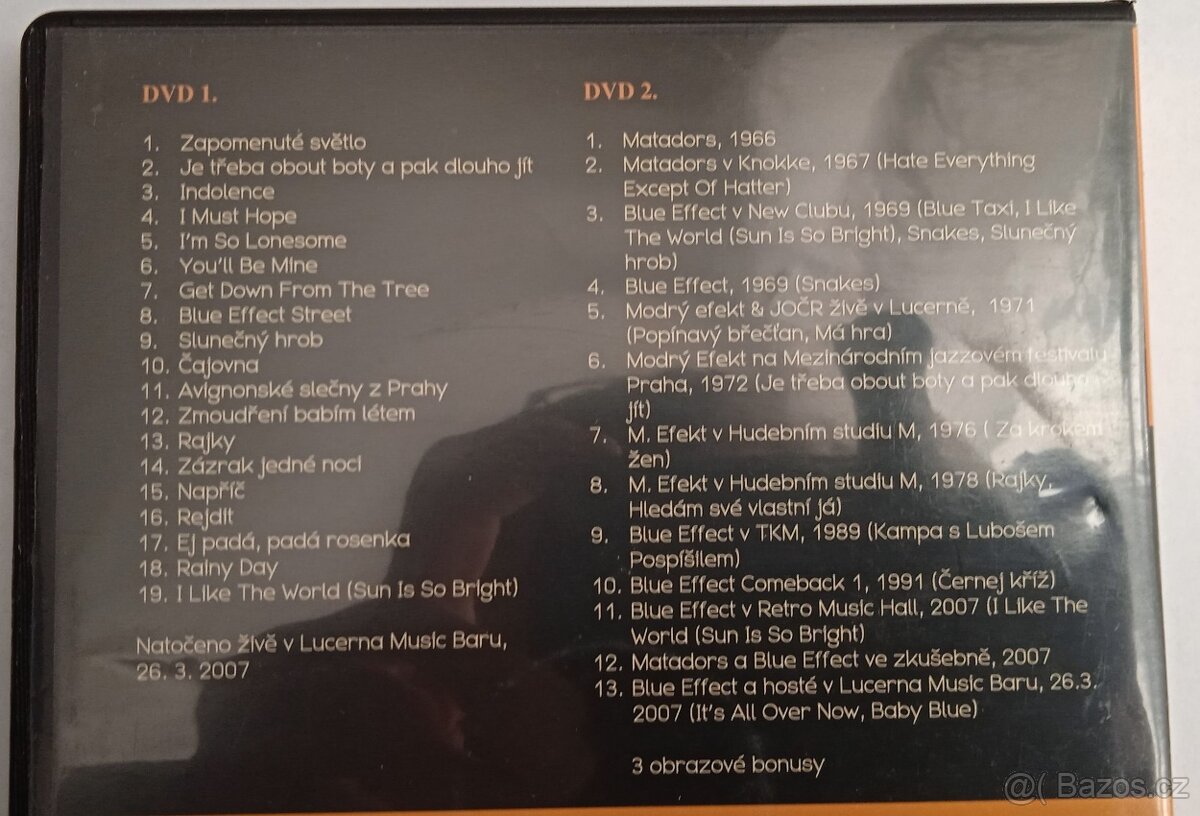 DVD 1.
1. Zapomenuté světlo
2. Je třeba obout boty a pak dlouho jít
3. Indolence
4. I Must Hope
5. I'm So Lonesome
6. You'll Be Mine
7. Get Down From The Tree
8. Blue Effect Street
9. Slunečný hrob
10. Čajovna
11. Avignonské slečny z Prahy
12. Zmoudření babím létem
13. Rajky
14. Zázrak jedné noci
15. Napříč
16. Rejdit
17. Ej padá, padá rosenka
18. Rainy Day
19. I Like The World (Sun Is So Bright)
Natočeno živě v Lucerna Music Baru,
26. 3. 2007
DVD 2.
1. Matadors, 1966
2. Matadors v Knokke, 1967 (Hate Everything
Except Of Hatter)
3. Blue Effect v New Clubu, 1969 (Blue Taxi, I Like
The World (Sun Is So Bright), Snakes, Slunečný
hrob)
4. Blue Effect, 1969 (Snakes)
5. Modrý efekt & JOČR živě v Lucerně, 1971
(Popínavý břečťan, Má hra)
6. Modrý Efekt na Mezinárodním jazzovém festivalu
Praha, 1972 (Je třeba obout boty a pak dlouho
jít)
7. M. Efekt v Hudebním studiu M, 1976 ( Za krokem
žen)
8. M. Efekt v Hudebním studiu M, 1978 (Rajky,
Hledám své vlastní já)
9. Blue Effect v TKM, 1989 (Kampa s Lubošem
Pospíšilem)
10. Blue Effect Comeback 1, 1991 (Černej kříž)
11. Blue Effect v Retro Music Hall, 2007 (I Like The
World (Sun Is So Bright)
12. Matadors a Blue Effect ve zkušebně, 2007
13. Blue Effect a hosté v Lucerna Music Baru, 26.3.
2007 (It's All Over Now, Baby Blue)
3 obrazové bonusy
@( Bazos.cz